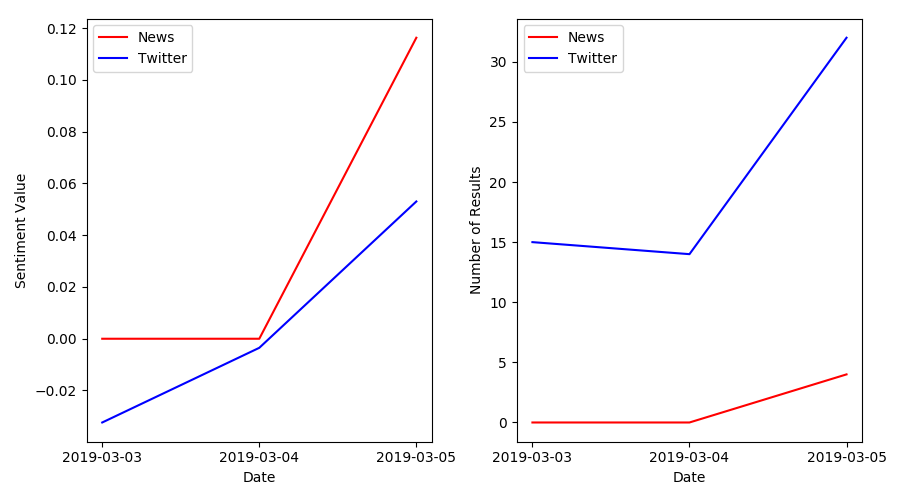 News
Twitter
0.12
0.10
0.08
0.06
0.04
0.02
0.00
−0.02
Sentiment Value
2019-03-03 2019-03-04 2019-03-05
Date
News
Twitter
30
25
20
15
10
5
0
Number of Results
2019-03-03 2019-03-04 2019-03-05
Date